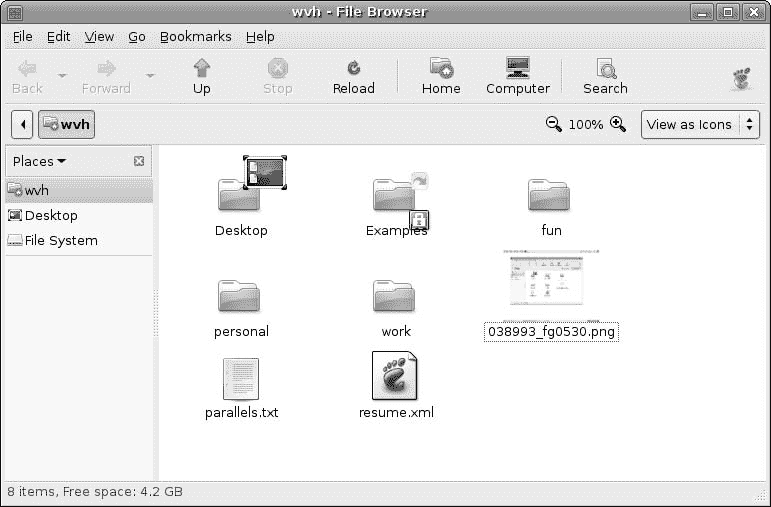 wvh - File Browser
File Edit View Go Bookmarks Help
Back Forward Up Stop Reload Home Computer Search
wvh 100% View as Icons
Places
wvh
Desktop
File System
Desktop Examples fun
personal work 038993_fg0530.png
parallels.txt resume.xml
8 items, Free space: 4.2 GB